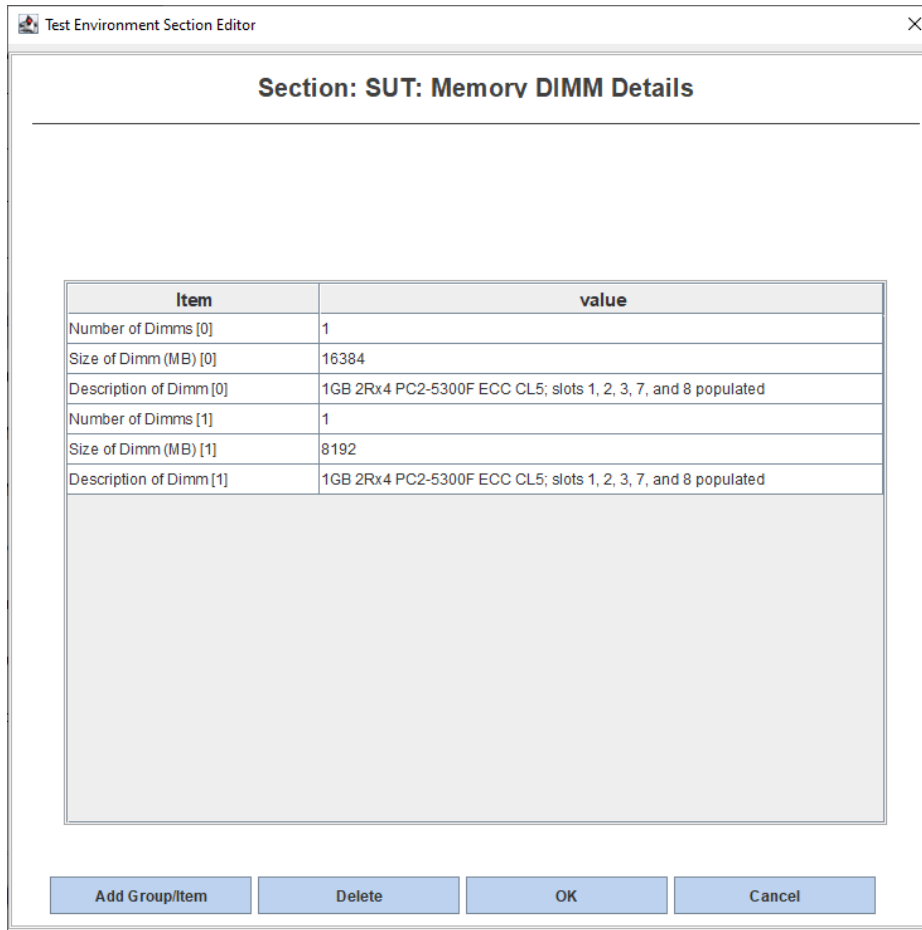 Test Environment Section Editor
Section: SUT: Memory DIMM Details
Item value
Number of Dimms [0] 1
Size of Dimm (MB) [0] 16384
Description of Dimm [0] 1GB 2Rx4 PC2-5300F ECC CL5; slots 1, 2, 3, 7, and 8 populated
Number of Dimms [1] 1
Size of Dimm (MB) [1] 8192
Description of Dimm [1] 1GB 2Rx4 PC2-5300F ECC CL5; slots 1, 2, 3, 7, and 8 populated
Add Group/Item Delete OK Cancel